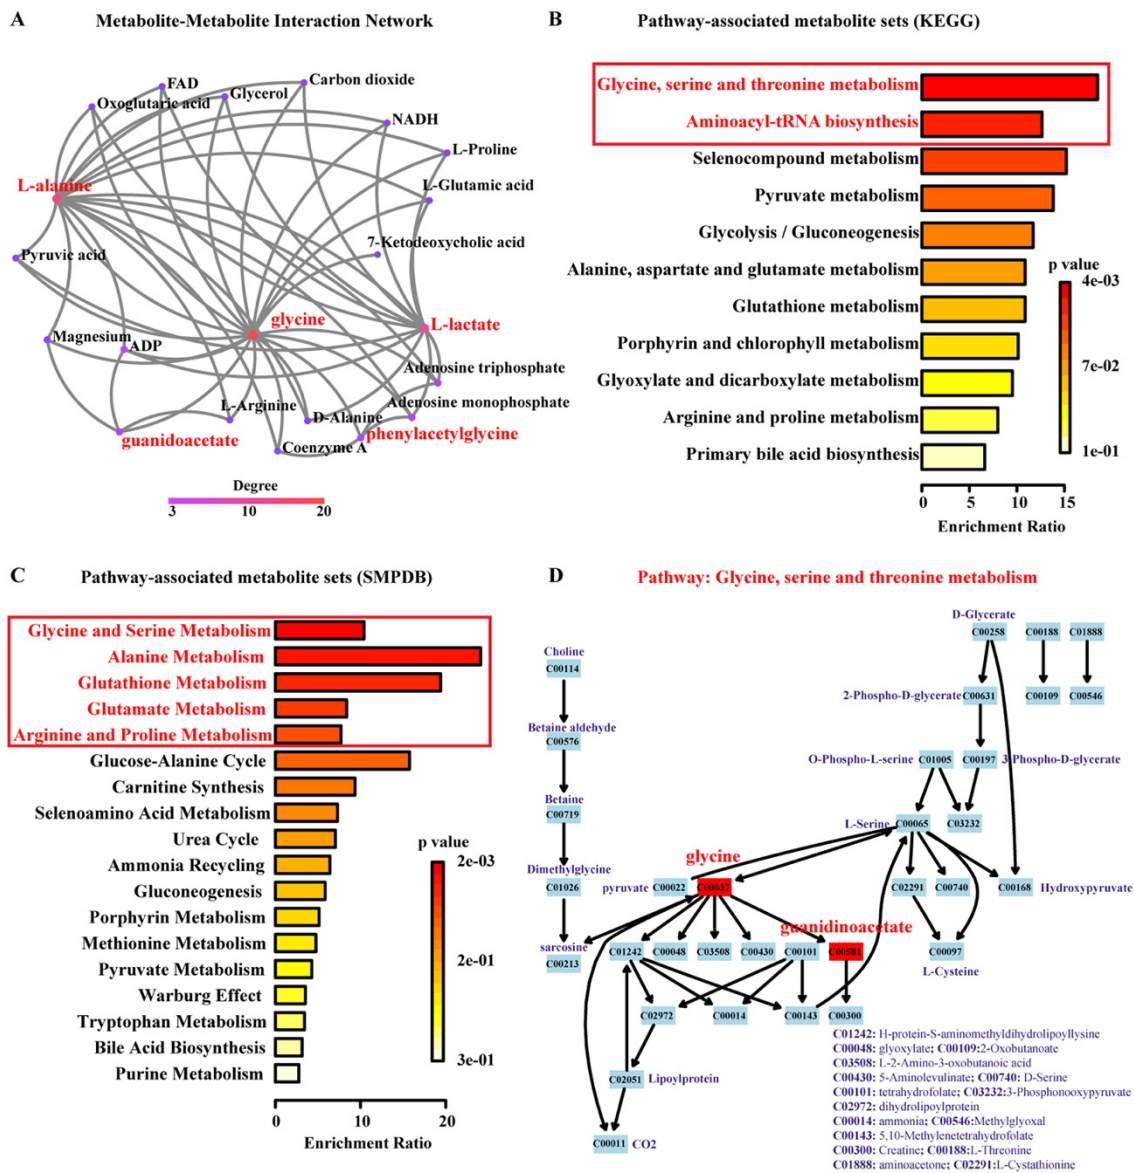 A
Metabolite-Metabolite Interaction Network
FAD
Carbon dioxide
Oxoglutaric acid
Glycerol
NADH
L-Proline
L-alanine
L-Glutamic acid
7-Ketodeoxycholic acid
Pyruvic acid
glycine
L-lactate
Magnesium
ADP
Adenosine triphosphate
L-Arginine
D-Alanine
Adenosine monophosphate
guanidoacetate
phenylacetylglycine
Coenzyme A
Degree
3 10 20
B
Pathway-associated metabolite sets (KEGG)
Glycine, serine and threonine metabolism
Aminoacyl-tRNA biosynthesis
Selenocompound metabolism
Pyruvate metabolism
Glycolysis / Gluconeogenesis
Alanine, aspartate and glutamate metabolism
Glutathione metabolism
Porphyrin and chlorophyll metabolism
Glyoxylate and dicarboxylate metabolism
Arginine and proline metabolism
Primary bile acid biosynthesis
p value
4e-03
7e-02
1e-01
0 5 10 15
Enrichment Ratio
C
Pathway-associated metabolite sets (SMPDB)
Glycine and Serine Metabolism
Alanine Metabolism
Glutathione Metabolism
Glutamate Metabolism
Arginine and Proline Metabolism
Glucose-Alanine Cycle
Carnitine Synthesis
Selenoamino Acid Metabolism
Urea Cycle
Ammonia Recycling
Gluconeogenesis
Porphyrin Metabolism
Methionine Metabolism
Pyruvate Metabolism
Warburg Effect
Tryptophan Metabolism
Bile Acid Biosynthesis
Purine Metabolism
p value
2e-03
2e-01
3e-01
0 10 20
Enrichment Ratio
D
Pathway: Glycine, serine and threonine metabolism
D-Glycerate
C00258 C00188 C01888
Choline
C00114
2-Phospho-D-glycerate C00631 C00109 C00546
Betaine aldehyde
C00576
O-Phospho-L-serine C01005 C00197 3-Phospho-D-glycerate
Betaine
C00719
L-Serine C00065 C03232
glycine
Dimethylglycine
C01026
pyruvate C00022 C00037
C02291 C00740 C00168 Hydroxypyruvate
guanidinoacetate
sarcosine
C00213
C01242 C00048 C03508 C00430 C00101 C00581
C00097
L-Cysteine
C02972 C00014 C00143 C00300
C02051 Lipoylprotein
C00011 CO2
C01242: H-protein-S-aminomethyldihydrolipoyllysine
C00048: glyoxylate; C00109:2-Oxobutanoate
C03508: L-2-Amino-3-oxobutanoic acid
C00430: 5-Aminolevulinate; C00740: D-Serine
C00101: tetrahydrofolate; C03232:3-Phosphonooxypyruvate
C02972: dihydrolipoylprotein
C00014: ammonia; C00546:Methylglyoxal
C00143: 5,10-Methylenetetrahydrofolate
C00300: Creatine; C00188:L-Threonine
C01888: aminoacetone; C02291:L-Cystathionine